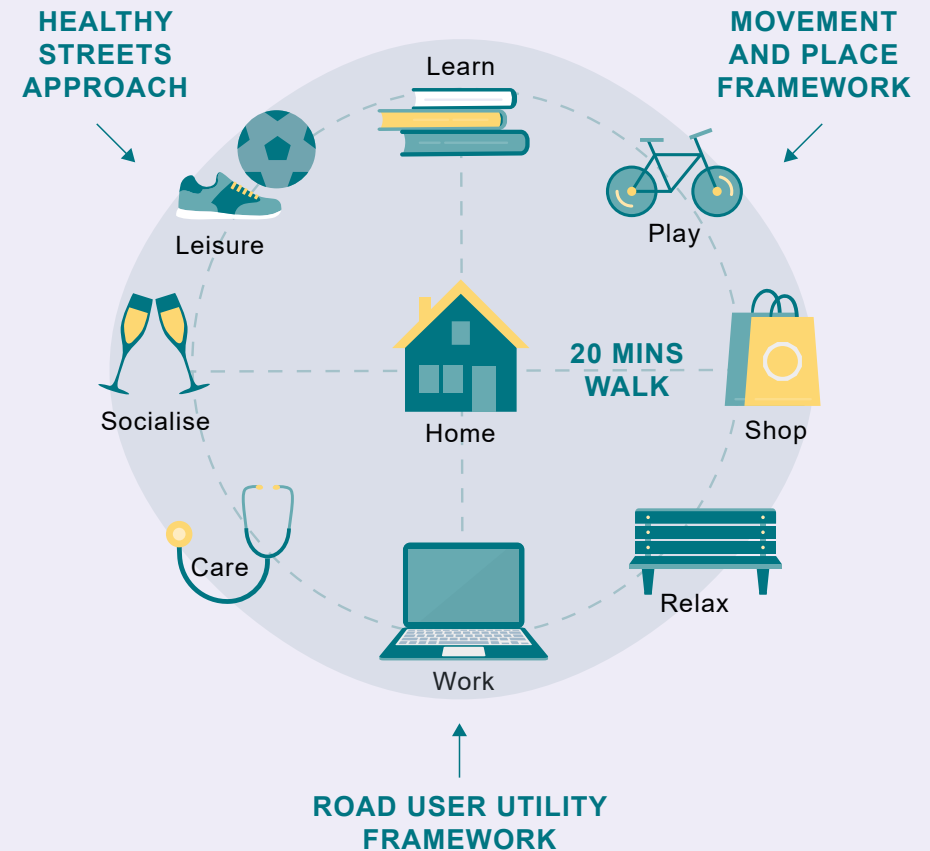 HEALTHY
STREETS
APPROACH
MOVEMENT
AND PLACE
FRAMEWORK
Learn
Leisure
Play
20 MINS
WALK
Socialise
Home
Shop
Care
Relax
Work
ROAD USER UTILITY
FRAMEWORK